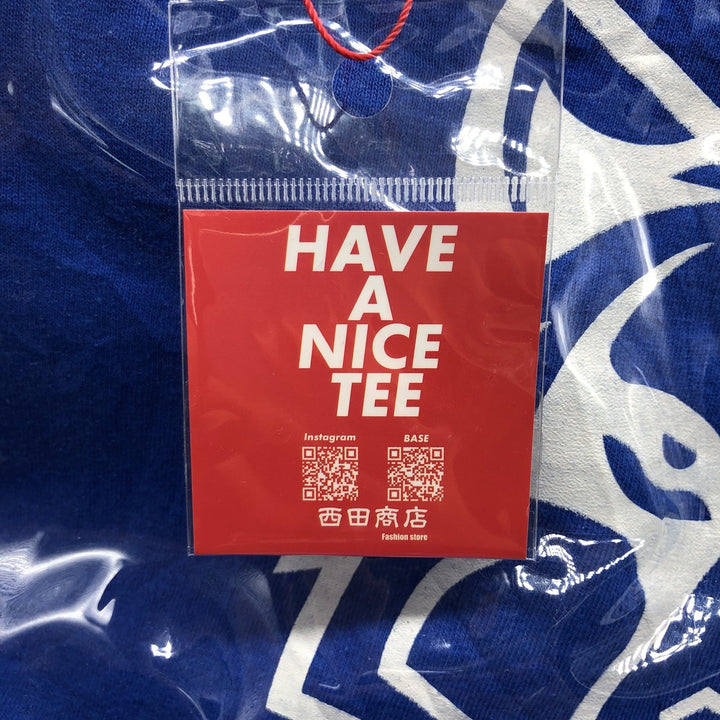 HAVE
A
NICE
TEE
Instagram BASE
西田商店
Fashion store